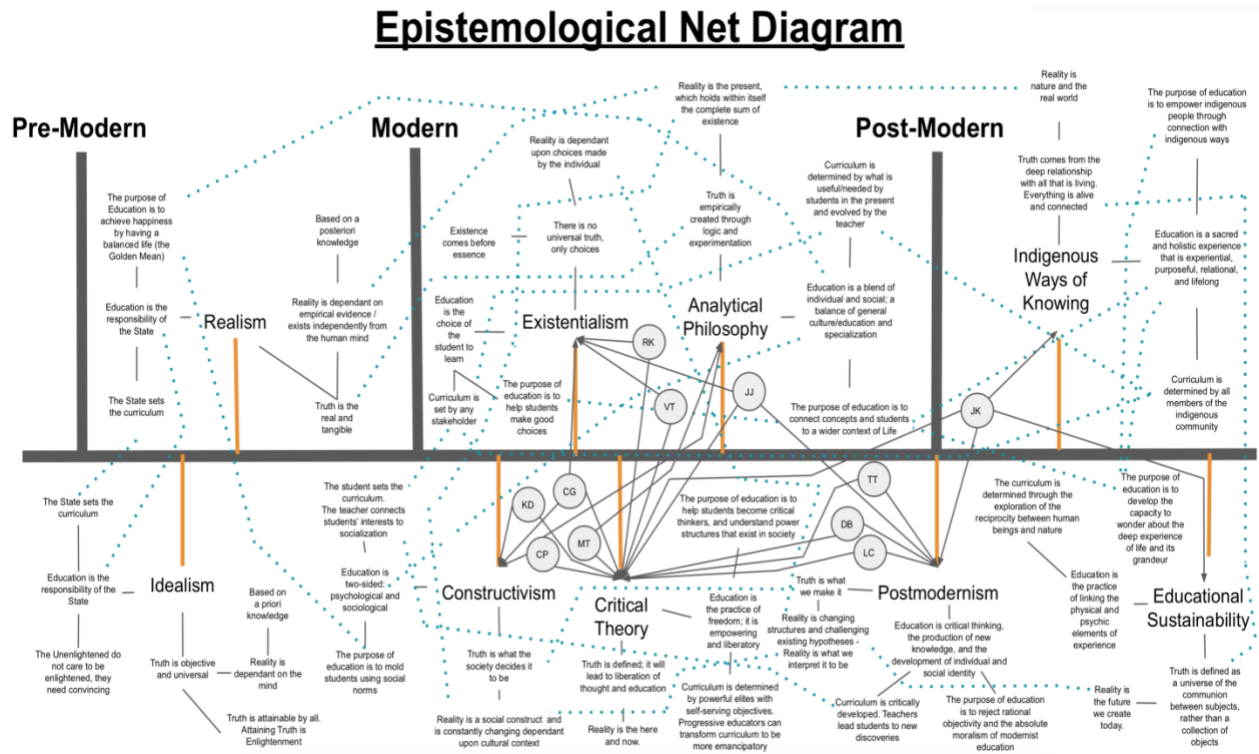 Epistemological Net Diagram
Pre-Modern
Modern
Post-Modern
The purpose of
Education is to
achieve happiness
by having a
balanced life (the
Golden Mean)
Education is the
responsibility of
the State
The State sets
the curriculum
Realism
Based on a
posteriori
knowledge
Reality is dependant on
empirical evidence /
exists independently from
the human mind
Truth is the
real and
tangible
Reality is dependant
upon choices made
by the individual
There is no
universal truth,
only choices
Existence
comes before
essence
Education
is the
choice of
the
student to
learn
Curriculum is
set by any
stakeholder
The purpose of
education is to
help students
make good
choices
Existentialism
Reality is the present,
which holds within itself
the complete sum of
existence
Truth is
empirically
created through
logic and
experimentation
Analytical
Philosophy
Curriculum is
determined by what is
useful/needed by
students in the present
and evolved by the
teacher
Education is a blend of
individual and social; a
balance of general
culture/education and
specialization
The purpose of education is to
connect concepts and students
to a wider context of Life
Reality is
nature and the
real world
Truth comes from the
deep relationship
with all that is living.
Everything is alive
and connected
Indigenous
Ways of
Knowing
The purpose of education
is to empower indigenous
people through
connection with
indigenous ways
Education is a sacred
and holistic experience
that is experiential,
purposeful, relational,
and lifelong
Curriculum is
determined by all
members of the
indigenous
community
RK
VT
JJ
JK
KD
CG
CP
MT
TT
DB
LC
The State sets the
curriculum
Education is the
responsibility of the
State
The Unenlightened do
not care to be
enlightened, they
need convincing
Idealism
Based on
a priori
knowledge
Truth is objective
and universal
Reality is
dependant on the
mind
Truth is attainable by all.
Attaining Truth is
Enlightenment
The student sets the
curriculum.
The teacher connects
students' interests to
socialization
Education is
two-sided:
psychological and
sociological
The purpose of
education is to mold
students using social
norms
Constructivism
Truth is what the
society decides it
to be
Reality is a social construct and
is constantly changing dependant
upon cultural context
Critical
Theory
Truth is defined; it will
lead to liberation of
thought and education
Reality is the here
and now.
The purpose of education is to
help students become critical
thinkers, and understand power
structures that exist in society
Education is
the practice of
freedom; it is
empowering
and liberatory
Curriculum is determined
by powerful elites with
self-serving objectives.
Progressive educators can
transform curriculum to be
more emancipatory
Truth is what
we make it
Reality is changing
structures and challenging
existing hypotheses -
Reality is what we
interpret it to be
Postmodernism
Education is critical thinking,
the production of new
knowledge, and the
development of individual and
social identity
Curriculum is critically
developed. Teachers
lead students to new
discoveries
The purpose of education
is to reject rational
objectivity and the absolute
moralism of modernist
education
The curriculum is
determined through the
exploration of the
reciprocity between human
beings and nature
Education is
the practice
of linking the
physical and
psychic
elements of
experience
The purpose of
education is to
develop the
capacity to
wonder about the
deep experience
of life and its
grandeur
Educational
Sustainability
Reality is
the future
we create
today.
Truth is defined as
a universe of the
communion
between subjects,
rather than a
collection of
objects